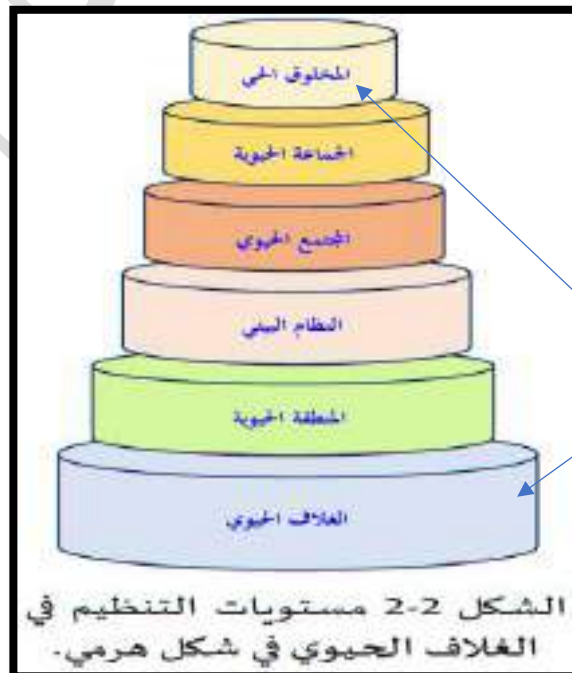 المخلوق الحي
الجماعة الحيوية
المجتمع الحيوي
النظام البيئي
المنطقة الحيوية
الغلاف الحيوي
الشكل 2-2 مستويات التنظيم في
الغلاف الحيوي في شكل هرمي.